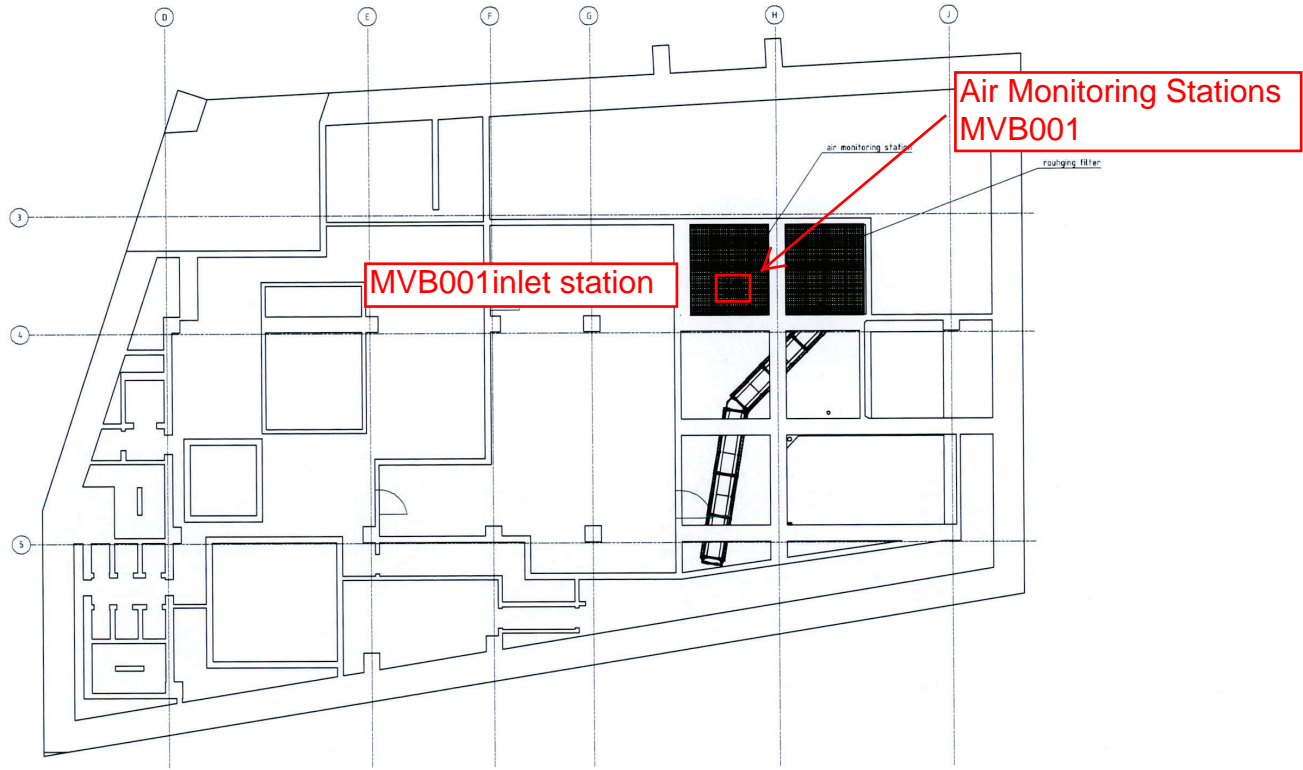 D E F G H J
Air Monitoring Stations
MVB001
air monitoring station
rouhging filter
3
MVB001inlet station
4
5